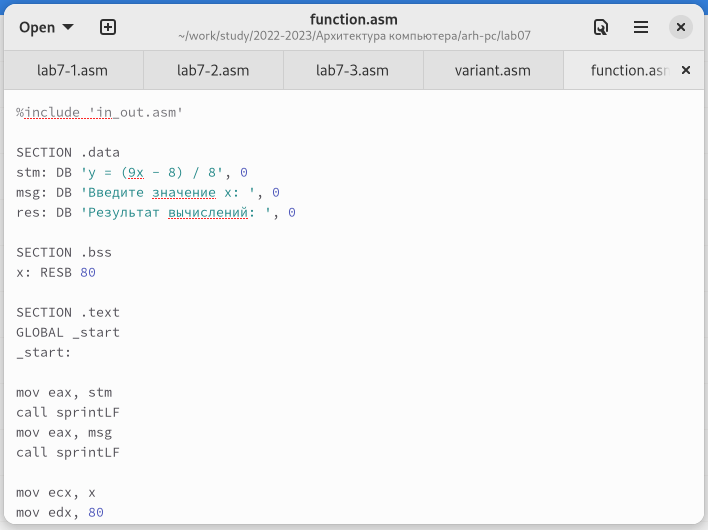 Open
function.asm
~/work/study/2022-2023/Архитектура компьютера/arh-pc/lab07
lab7-1.asm
lab7-2.asm
lab7-3.asm
variant.asm
function.asm
%include 'in_out.asm'
SECTION .data
stm: DB 'y = (9x - 8) / 8', 0
msg: DB 'Введите значение x: ', 0
res: DB 'Результат вычислений: ', 0
SECTION .bss
x: RESB 80
SECTION .text
GLOBAL _start
_start:
mov eax, stm
call sprintLF
mov eax, msg
call sprintLF
mov ecx, x
mov edx, 80